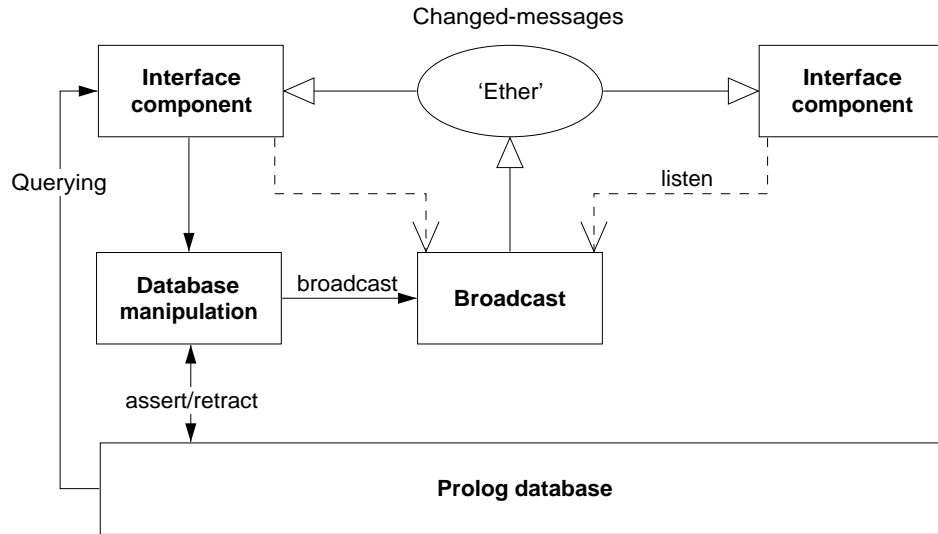 Changed-messages
Interface
component
‘Ether’
Interface
component
Querying
listen
Database
manipulation
broadcast
Broadcast
assert/retract
Prolog database